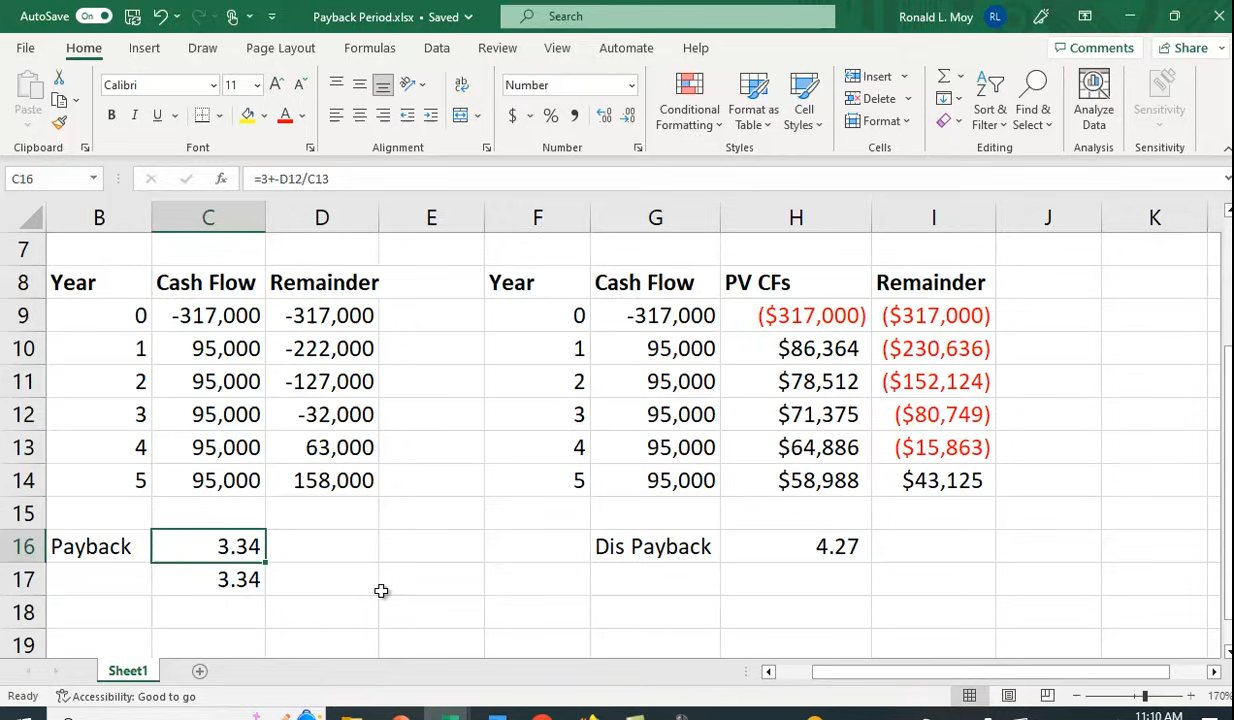 AutoSave On Payback Period.xlsx • Saved Search Ronald L. Moy RL
File Home Insert Draw Page Layout Formulas Data Review View Automate Help Comments Share
Paste Calibri 11 A A Number Conditional Formatting Format as Table Cell Styles Insert Delete Format Sort & Filter Find & Select Analyze Data Sensitivity
B I U A $ % 9
Clipboard Font Alignment Number Styles Cells Editing Analysis Sensitivity
C16 fx =3+-D12/C13
B C D E F G H I J K
7
8 Year Cash Flow Remainder Year Cash Flow PV CFs Remainder
9 0 -317,000 -317,000 0 -317,000 ($317,000) ($317,000)
10 1 95,000 -222,000 1 95,000 $86,364 ($230,636)
11 2 95,000 -127,000 2 95,000 $78,512 ($152,124)
12 3 95,000 -32,000 3 95,000 $71,375 ($80,749)
13 4 95,000 63,000 4 95,000 $64,886 ($15,863)
14 5 95,000 158,000 5 95,000 $58,988 $43,125
15
16 Payback 3.34 Dis Payback 4.27
17 3.34
18
19
Sheet1
Ready Accessibility: Good to go 170%
11:10 AM